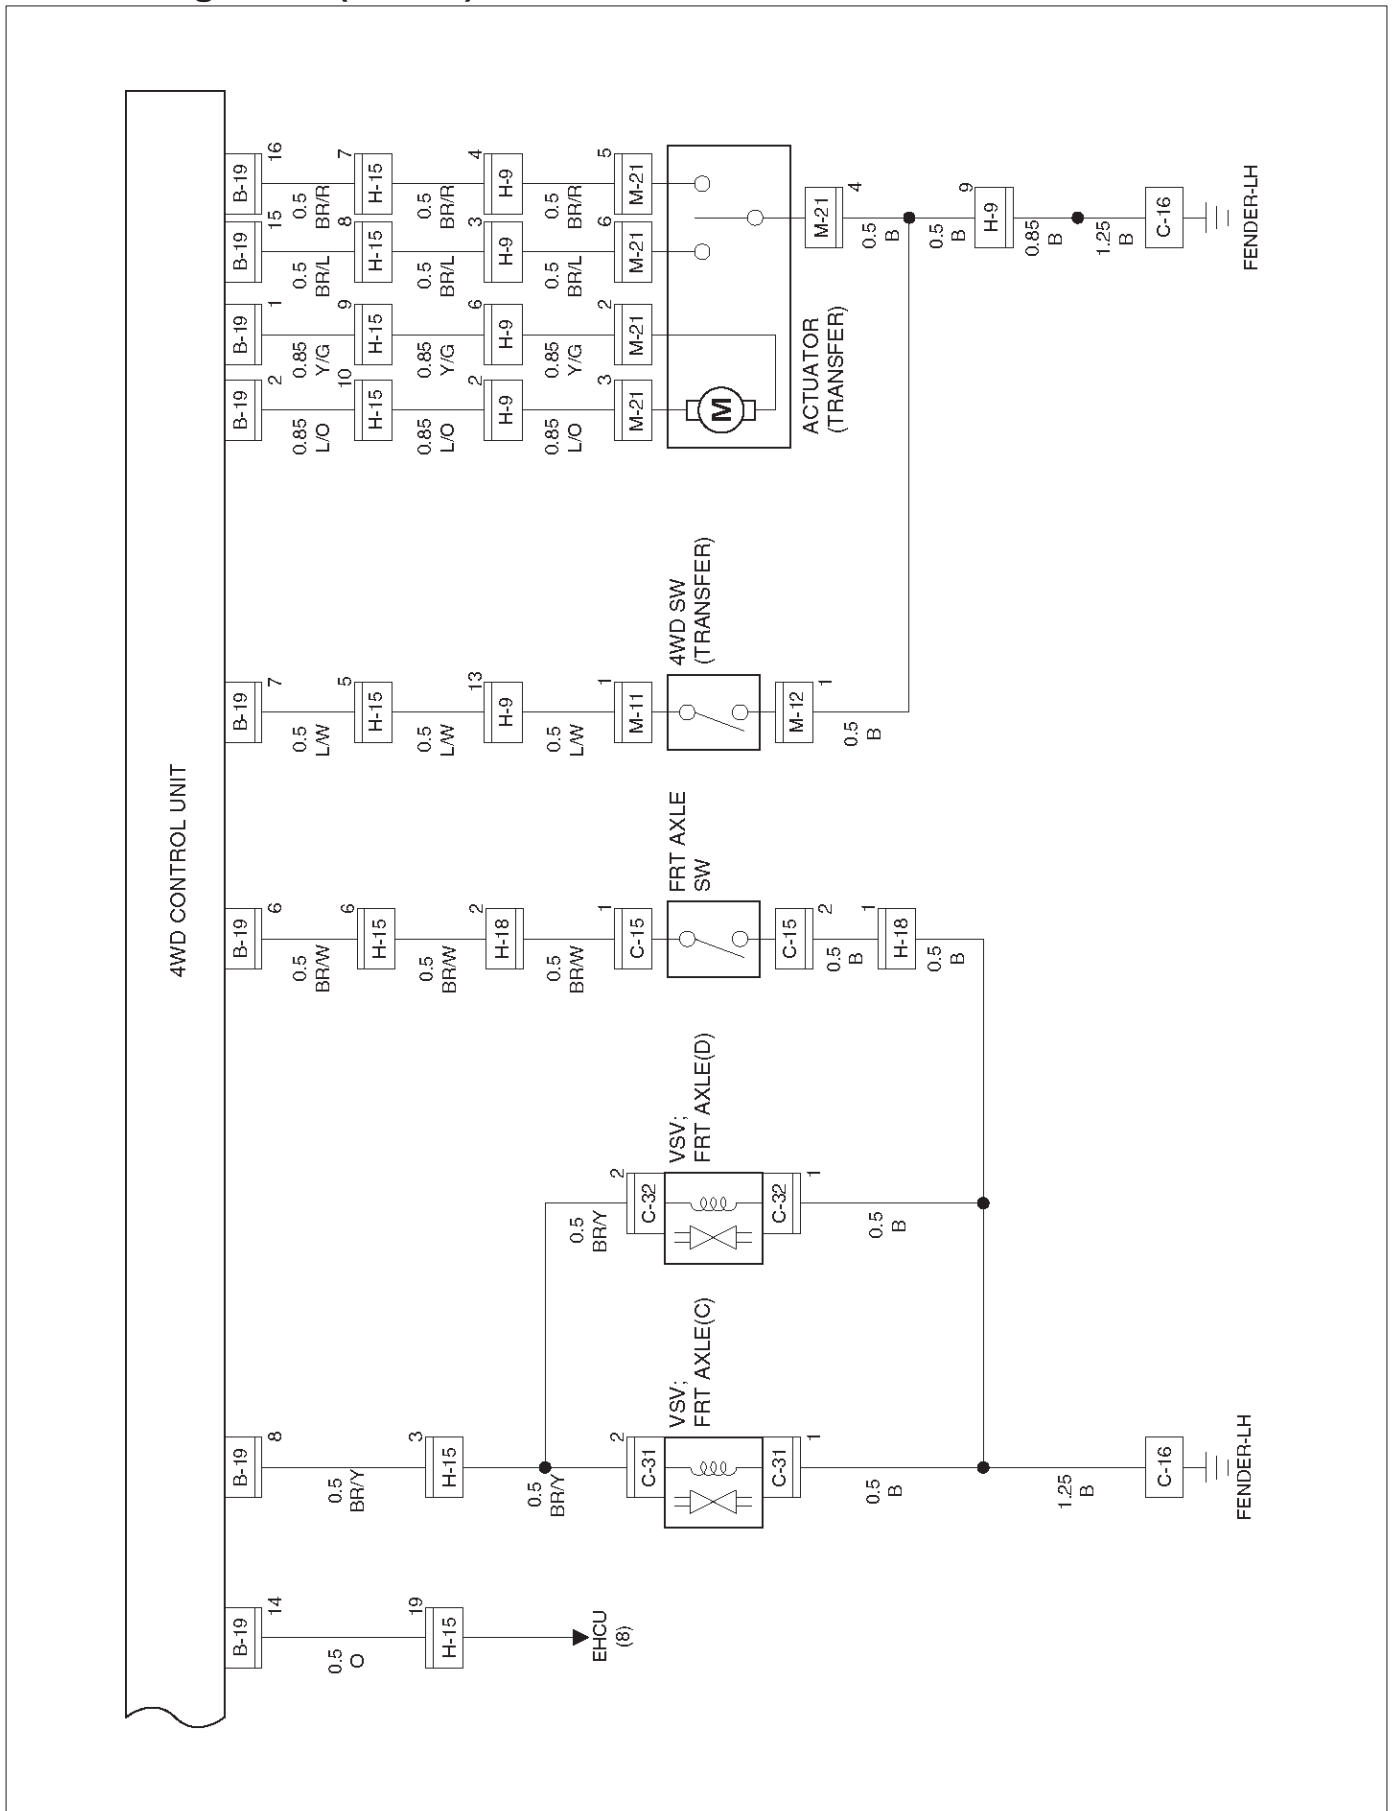 4WD CONTROL UNIT
B-19 B-19 B-19 B-19 B-19 B-19 B-19 B-19
14 8 6 7 2 1 15 16
0.5 0.5 0.5 0.5 0.85 0.85 0.5 0.5
O BR/Y BR/W L/W L/O Y/G BR/L BR/R
19 3 6 5 10 9 8 7
H-15 H-15 H-15 H-15 H-15 H-15 H-15 H-15
0.5 0.5 0.85 0.85 0.5 0.5
BR/W L/W L/O Y/G BR/L BR/R
2 13 2 6 3 4
H-18 H-9 H-9 H-9 H-9 H-9
0.5 0.5 0.5 0.5 0.85 0.85 0.5 0.5
BR/Y BR/Y BR/W L/W L/O Y/G BR/L BR/R
EHCU
(8)
2 2 1 1 3 2 6 5
C-31 C-32 C-15 M-11 M-21 M-21 M-21 M-21
VSV;
FRT AXLE(C)
VSV;
FRT AXLE(D)
FRT AXLE
SW
4WD SW
(TRANSFER)
M
C-31 C-32 C-15 M-12 M-21
1 1 2 1 4
ACTUATOR
(TRANSFER)
0.5 0.5 0.5 0.5 0.5
B B B B B
1
H-18
0.5 0.5
B B
9
H-9
0.85
B
1.25 1.25
B B
C-16 C-16
FENDER-LH FENDER-LH